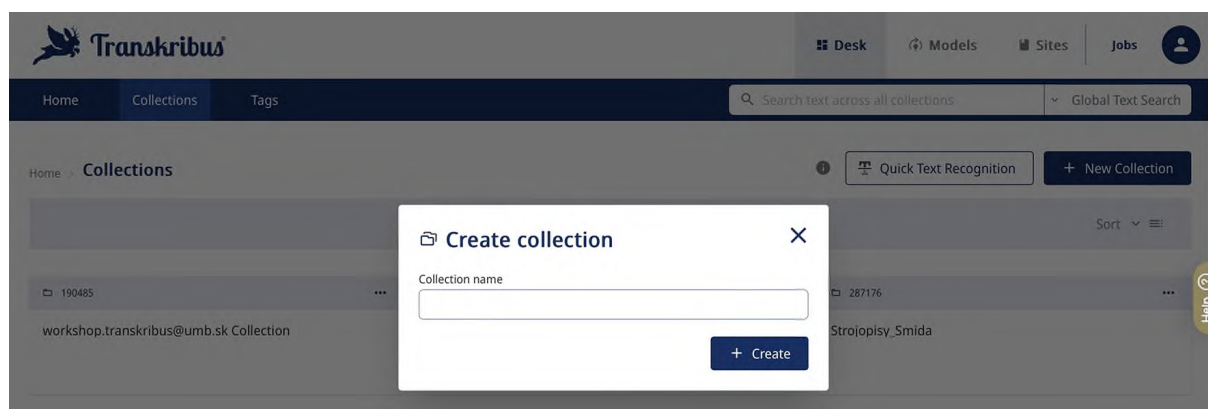 Transkribus
Desk Models Sites Jobs
Home Collections Tags
Search text across all collections Global Text Search
Home Collections
Quick Text Recognition + New Collection
Sort
Create collection
Collection name
190485 ... 287176 ...
workshop.transkribus@umb.sk Collection Strojopisy_Smida
+ Create
Help